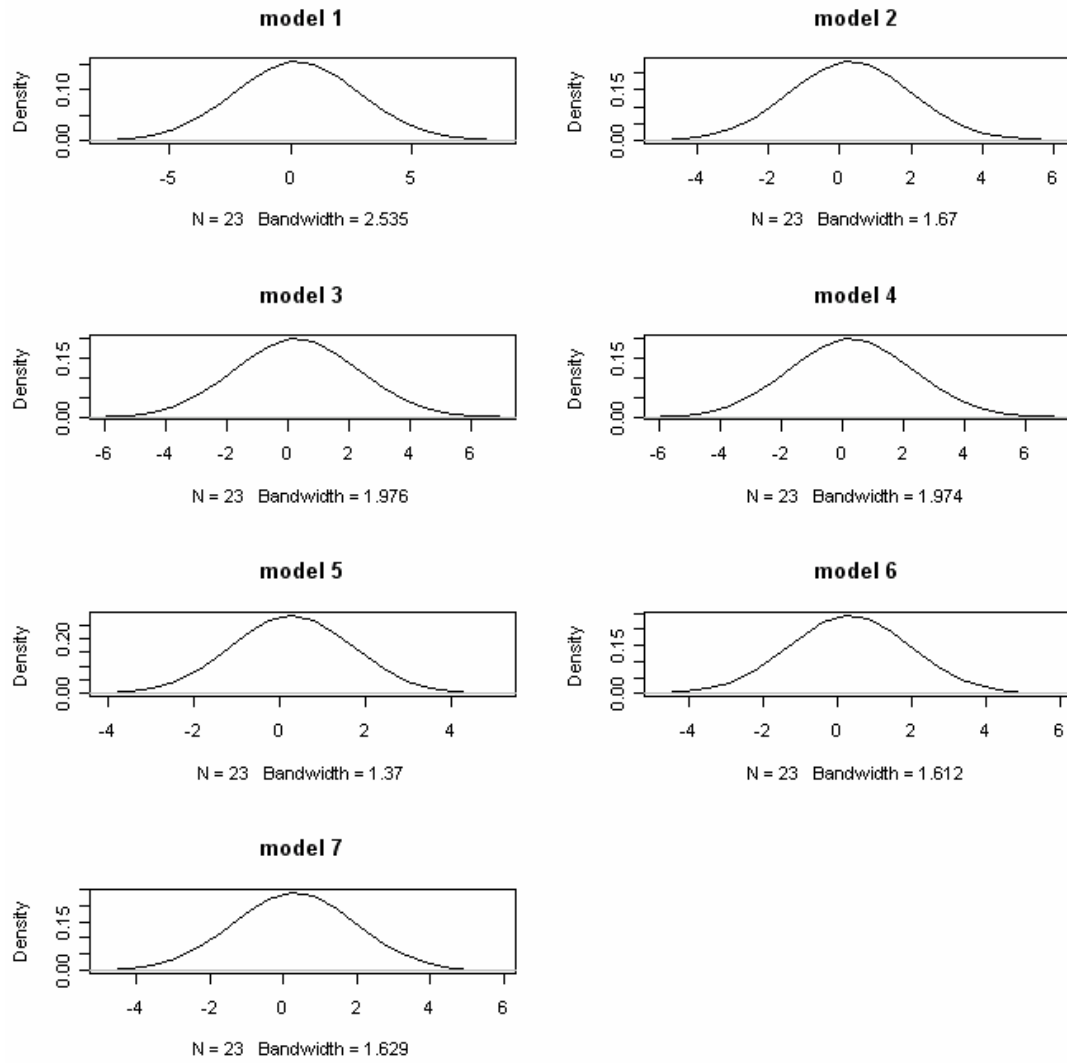 model 1
Density
0.00 0.10
-5 0 5
N = 23 Bandwidth = 2.535
model 2
Density
0.00 0.15
-4 -2 0 2 4 6
N = 23 Bandwidth = 1.67
model 3
Density
0.00 0.15
-6 -4 -2 0 2 4 6
N = 23 Bandwidth = 1.976
model 4
Density
0.00 0.15
-6 -4 -2 0 2 4 6
N = 23 Bandwidth = 1.974
model 5
Density
0.00 0.20
-4 -2 0 2 4
N = 23 Bandwidth = 1.37
model 6
Density
0.00 0.15
-4 -2 0 2 4 6
N = 23 Bandwidth = 1.612
model 7
Density
0.00 0.15
-4 -2 0 2 4 6
N = 23 Bandwidth = 1.629